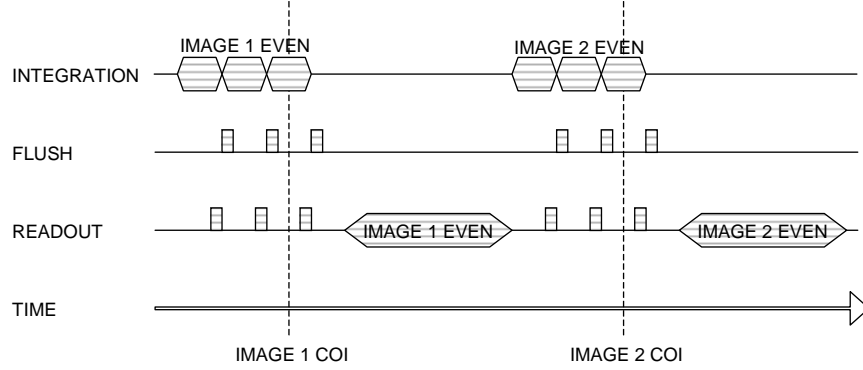 IMAGE 1 EVEN
IMAGE 2 EVEN
INTEGRATION
FLUSH
READOUT
IMAGE 1 EVEN
IMAGE 2 EVEN
TIME
IMAGE 1 COI
IMAGE 2 COI